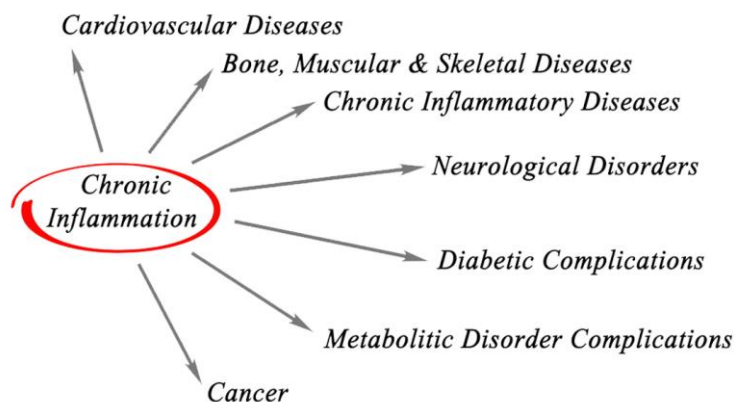 Cardiovascular Diseases
Bone, Muscular & Skeletal Diseases
Chronic Inflammatory Diseases
Neurological Disorders
Chronic
Inflammation
Diabetic Complications
Metabolitic Disorder Complications
Cancer